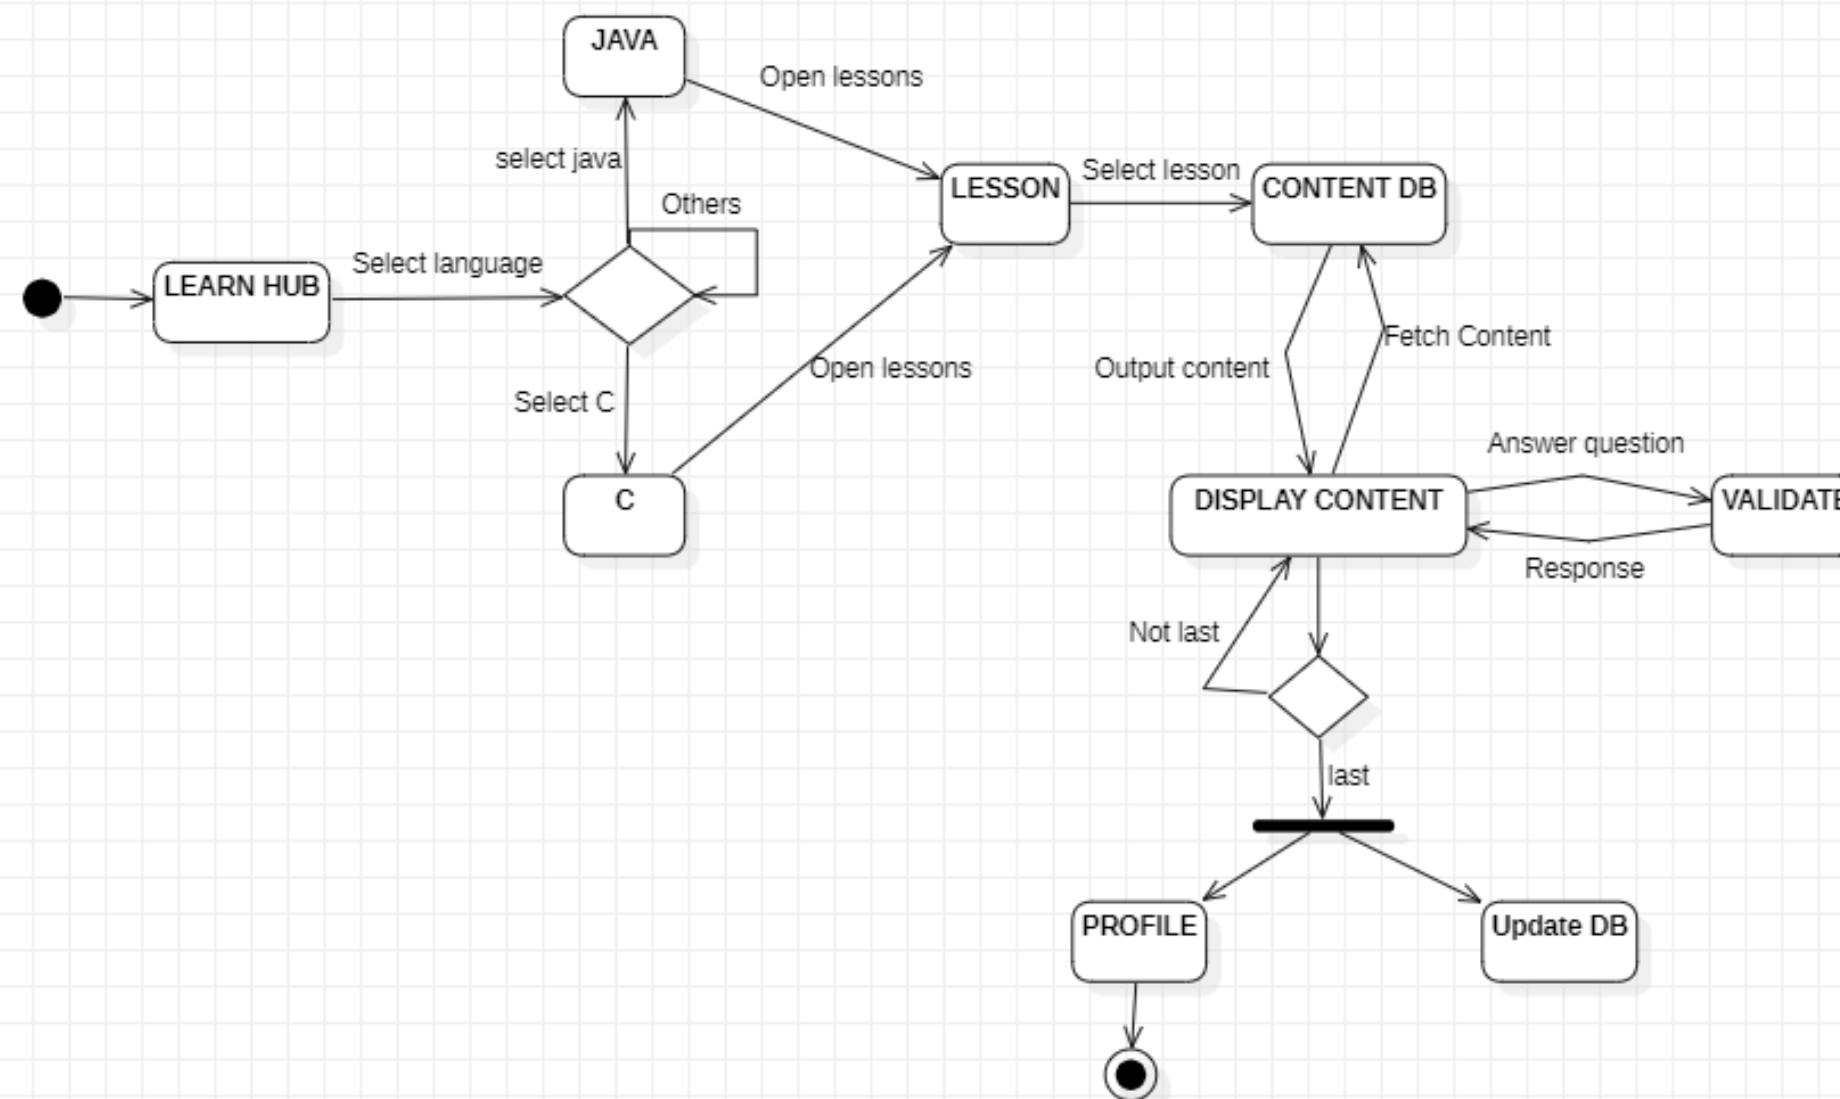 JAVA
Open lessons
select java
Select lesson
LESSON
CONTENT DB
Others
Select language
LEARN HUB
Fetch Content
Output content
Open lessons
Select C
Answer question
C
DISPLAY CONTENT
VALIDATE
Response
Not last
last
PROFILE
Update DB